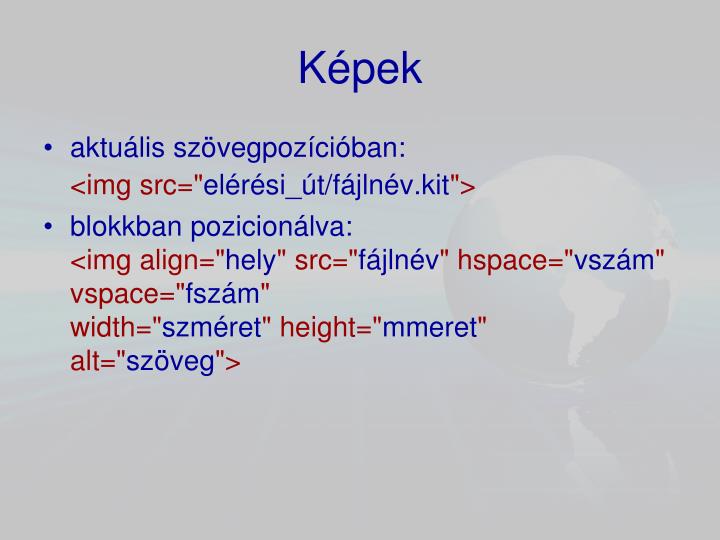 Képek
• aktuális szövegpozícióban:
<img src="elérési_út/fájlnév.kit">
• blokkban pozicionálva:
<img align="hely" src="fájlnév" hspace="vszám"
vspace="fszám"
width="szméret" height="mmeret"
alt="szöveg">